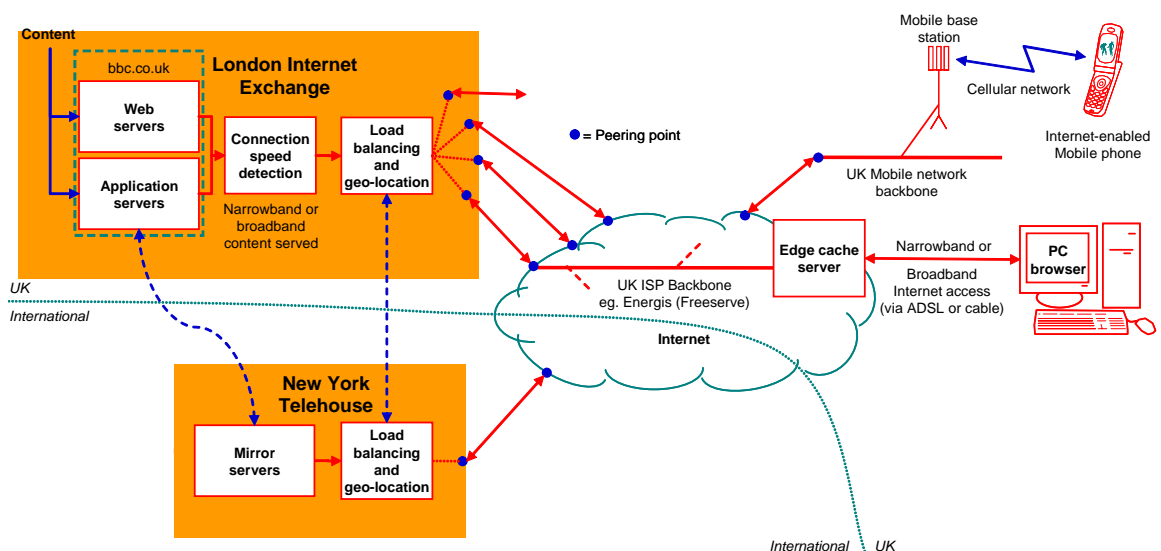 Content
bbc.co.uk
London Internet
Exchange
Web
servers
Application
servers
Connection
speed
detection
Narrowband or
broadband
content served
Load
balancing
and
geo-location
= Peering point
Mobile base
station
Cellular network
Internet-enabled
Mobile phone
UK Mobile network
backbone
Edge cache
server
Narrowband or
Broadband
Internet access
(via ADSL or cable)
PC
browser
UK ISP Backbone
eg. Energis (Freeserve)
Internet
UK
International
New York
Telehouse
Mirror
servers
Load
balancing
and
geo-location
International
UK